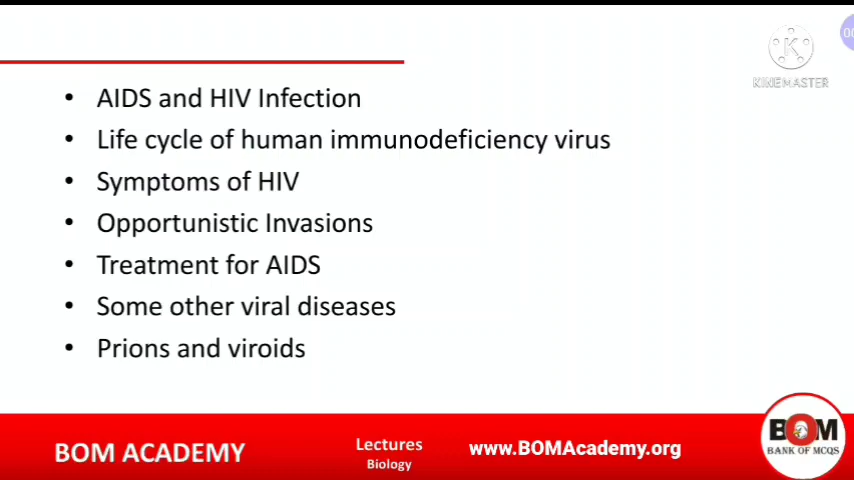 00
K
KINEMASTER
• AIDS and HIV Infection
• Life cycle of human immunodeficiency virus
• Symptoms of HIV
• Opportunistic Invasions
• Treatment for AIDS
• Some other viral diseases
• Prions and viroids
BOM ACADEMY
Lectures
Biology
www.BOMAcademy.org
BOM
BANK OF MCQS